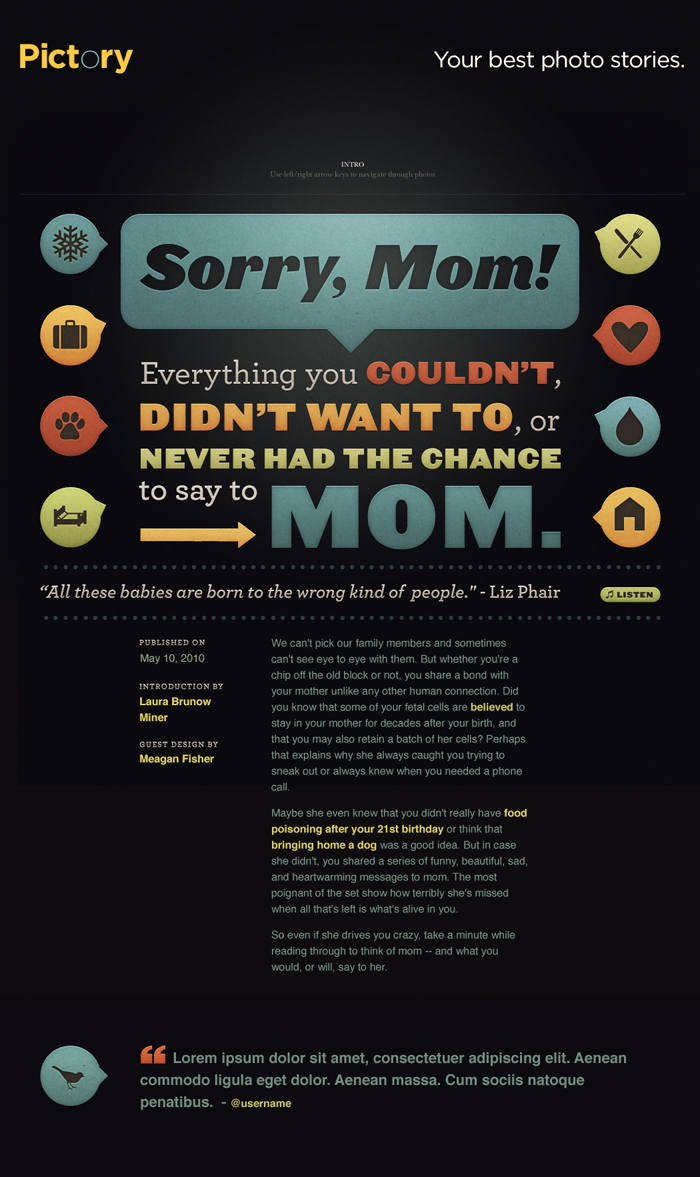 Pictory
Your best photo stories.
INTRO
Use left/right arrow keys to navigate through photos
Sorry, Mom!
Everything you COULDN'T,
DIDN'T WANT TO, or
NEVER HAD THE CHANCE
to say to
MOM.
“All these babies are born to the wrong kind of people." - Liz Phair
LISTEN
PUBLISHED ON
May 10, 2010
INTRODUCTION BY
Laura Brunow
Miner
GUEST DESIGN BY
Meagan Fisher
We can't pick our family members and sometimes
can't see eye to eye with them. But whether you're a
chip off the old block or not, you share a bond with
your mother unlike any other human connection. Did
you know that some of your fetal cells are believed to
stay in your mother for decades after your birth, and
that you may also retain a batch of her cells? Perhaps
that explains why she always caught you trying to
sneak out or always knew when you needed a phone
call.
Maybe she even knew that you didn't really have food
poisoning after your 21st birthday or think that
bringing home a dog was a good idea. But in case
she didn't, you shared a series of funny, beautiful, sad,
and heartwarming messages to mom. The most
poignant of the set show how terribly she's missed
when all that's left is what's alive in you.
So even if she drives you crazy, take a minute while
reading through to think of mom -- and what you
would, or will, say to her.
“ Lorem ipsum dolor sit amet, consectetuer adipiscing elit. Aenean
commodo ligula eget dolor. Aenean massa. Cum sociis natoque
penatibus. - @username